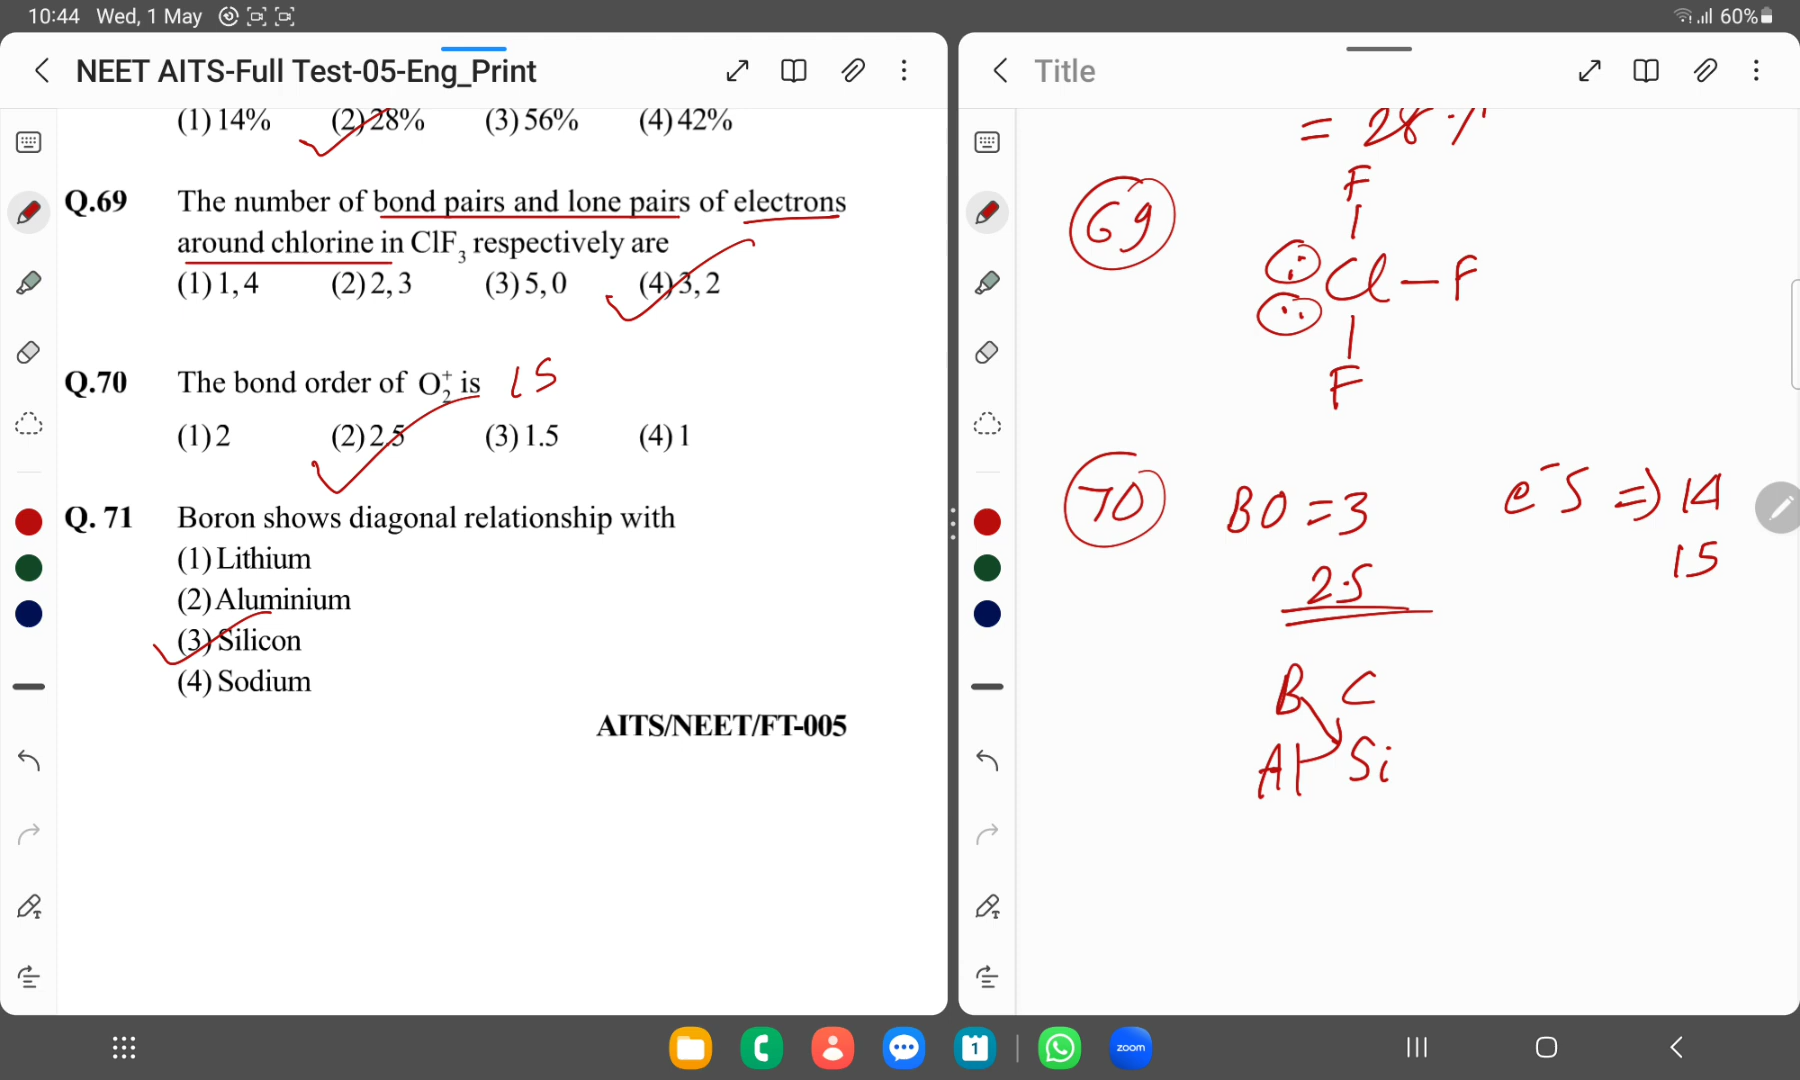 10:44 Wed, 1 May
60%
NEET AITS-Full Test-05-Eng_Print
(1) 14% (2) 28% (3) 56% (4) 42%
Q.69 The number of bond pairs and lone pairs of electrons
around chlorine in ClF₃ respectively are
(1) 1, 4 (2) 2, 3 (3) 5, 0 (4) 3, 2
Q.70 The bond order of O₂⁺ is 15
(1) 2 (2) 2.5 (3) 1.5 (4) 1
Q. 71 Boron shows diagonal relationship with
(1) Lithium
(2) Aluminium
(3) Silicon
(4) Sodium
AITS/NEET/FT-005
Title
= 28%
69
F
Cl – F
F
70 BO = 3 e⁻s ⇒ 14
15
2.5
B C
Al Si
1
zoom